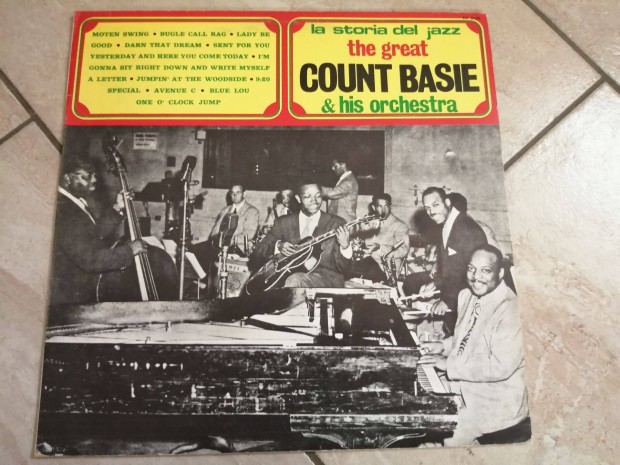 MOTEN SWING • BUGLE CALL RAG • LADY BE
GOOD • DARN THAT DREAM • SENT FOR YOU
YESTERDAY AND HERE YOU COME TODAY • I'M
GONNA SIT RIGHT DOWN AND WRITE MYSELF
A LETTER • JUMPIN' AT THE WOODSIDE • 9:20
SPECIAL • AVENUE C • BLUE LOU
ONE O' CLOCK JUMP
la storia del jazz
the great
COUNT BASIE
& his orchestra